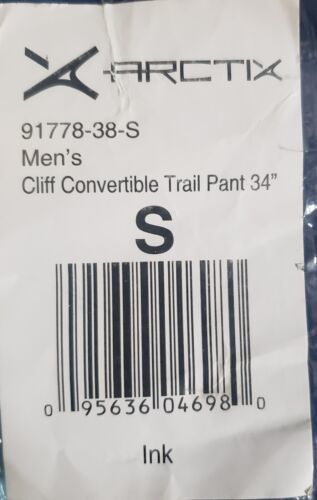 ARCTIX
91778-38-S
Men's
Cliff Convertible Trail Pant 34"
S
0 95636 04698 0
Ink